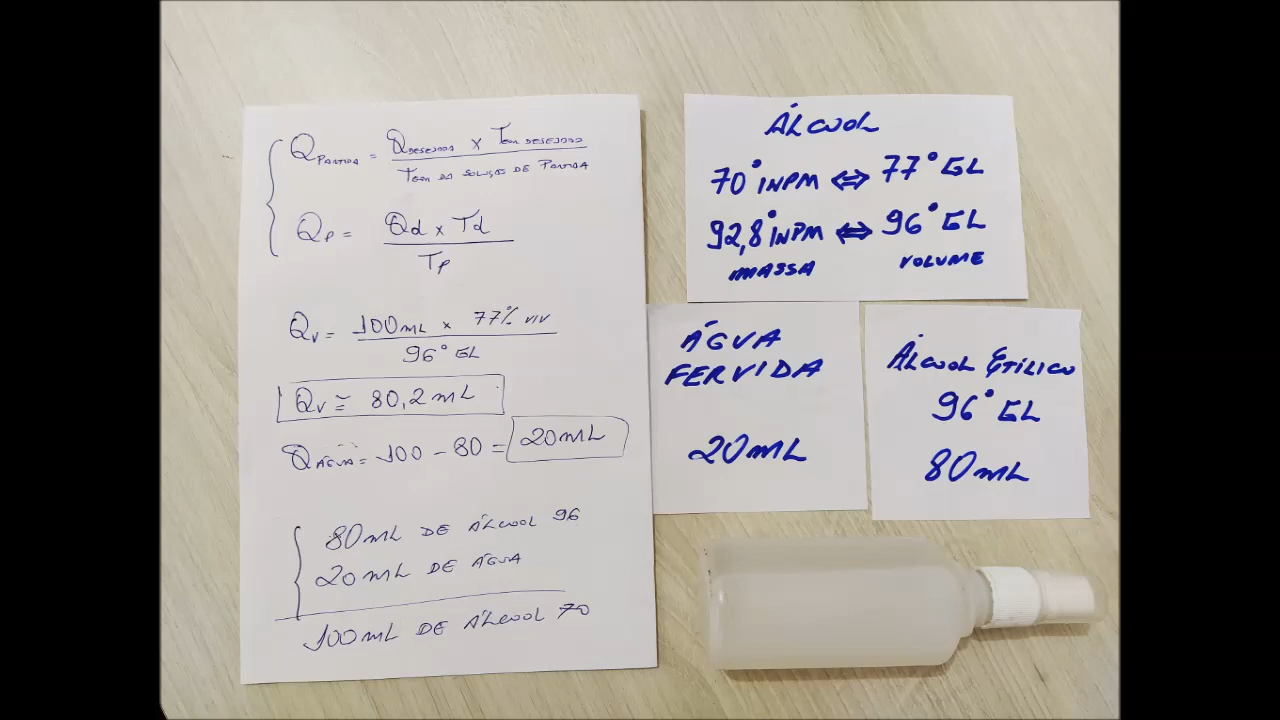 Qpartida = Qdesejada x Teor desejado
Teor da solução de partida
Qp = Qd x Td
Tp
Qv = 100mL x 77% v/v
96° GL
Qv ≅ 80,2 mL
Qágua = 100 - 80 = 20mL
80mL DE ÁLCOOL 96
20mL DE ÁGUA
100mL DE ÁLCOOL 70
ÁLCOOL
70° INPM ⇔ 77° GL
92,8° INPM ⇔ 96° GL
MASSA VOLUME
ÁGUA
FERVIDA
20mL
ÁLCOOL ETÍLICO
96° GL
80mL